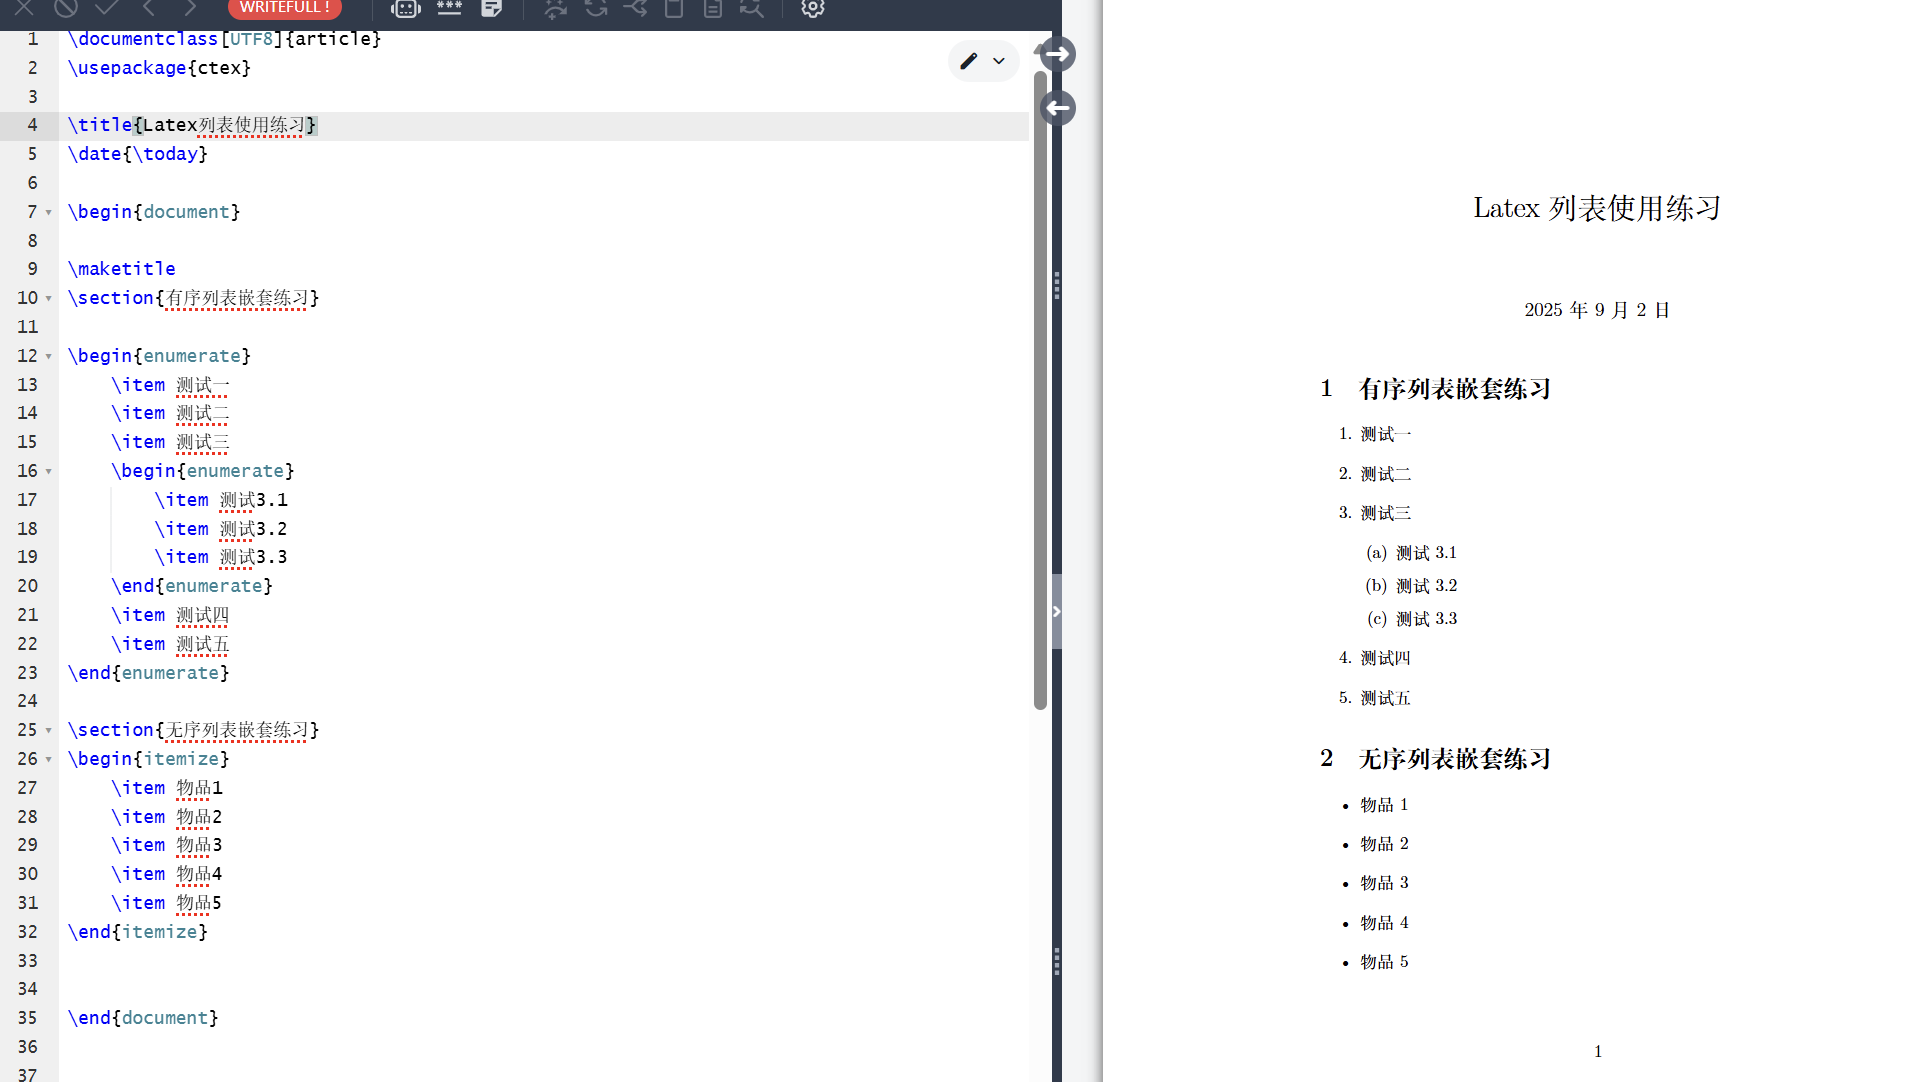 WRITEFULL !
1 \documentclass[UTF8]{article}
2 \usepackage{ctex}
3
4 \title{Latex列表使用练习}
5 \date{\today}
6
7 \begin{document}
8
9 \maketitle
10 \section{有序列表嵌套练习}
11
12 \begin{enumerate}
13 \item 测试一
14 \item 测试二
15 \item 测试三
16 \begin{enumerate}
17 \item 测试3.1
18 \item 测试3.2
19 \item 测试3.3
20 \end{enumerate}
21 \item 测试四
22 \item 测试五
23 \end{enumerate}
24
25 \section{无序列表嵌套练习}
26 \begin{itemize}
27 \item 物品1
28 \item 物品2
29 \item 物品3
30 \item 物品4
31 \item 物品5
32 \end{itemize}
33
34
35 \end{document}
36
37
Latex 列表使用练习
2025 年 9 月 2 日
1 有序列表嵌套练习
1. 测试一
2. 测试二
3. 测试三
(a) 测试 3.1
(b) 测试 3.2
(c) 测试 3.3
4. 测试四
5. 测试五
2 无序列表嵌套练习
• 物品 1
• 物品 2
• 物品 3
• 物品 4
• 物品 5
1